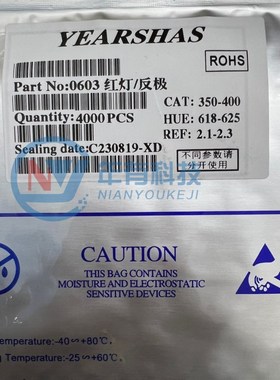 YEARSHAS
ROHS
Part No:0603 红灯/反极
CAT: 350-400
Quantity:4000PCS
HUE: 618-625
REF: 2.1-2.3
Sealing date:C230819-XD
不同参数请
分开使用
年有科技
NIANYOUKEJI
CAUTION
THIS BAG CONTAINS
MOISTURE AND ELECTROSTATIC
SENSITIVE DEVICES
Temperature:-40~+80℃.
g Temperature:-25~+60℃.